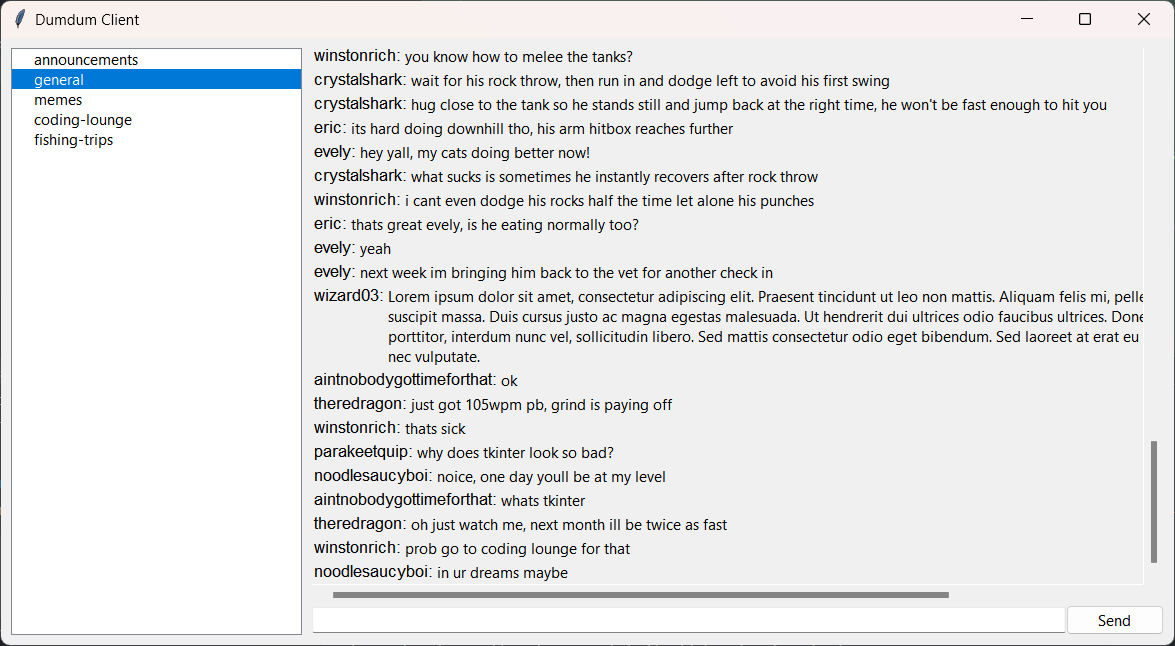 Dumdum Client
announcements
general
memes
coding-lounge
fishing-trips
winstonrich: you know how to melee the tanks?
crystalshark: wait for his rock throw, then run in and dodge left to avoid his first swing
crystalshark: hug close to the tank so he stands still and jump back at the right time, he won't be fast enough to hit you
eric: its hard doing downhill tho, his arm hitbox reaches further
evely: hey yall, my cats doing better now!
crystalshark: what sucks is sometimes he instantly recovers after rock throw
winstonrich: i cant even dodge his rocks half the time let alone his punches
eric: thats great evely, is he eating normally too?
evely: yeah
evely: next week im bringing him back to the vet for another check in
wizard03: Lorem ipsum dolor sit amet, consectetur adipiscing elit. Praesent tincidunt ut leo non mattis. Aliquam felis mi, pelle
suscipit massa. Duis cursus justo ac magna egestas malesuada. Ut hendrerit dui ultrices odio faucibus ultrices. Done
porttitor, interdum nunc vel, sollicitudin libero. Sed mattis consectetur odio eget bibendum. Sed laoreet at erat eu
nec vulputate.
aintnobodygottimeforthat: ok
theredragon: just got 105wpm pb, grind is paying off
winstonrich: thats sick
parakeetquip: why does tkinter look so bad?
noodlesaucyboi: noice, one day youll be at my level
aintnobodygottimeforthat: whats tkinter
theredragon: oh just watch me, next month ill be twice as fast
winstonrich: prob go to coding lounge for that
noodlesaucyboi: in ur dreams maybe
Send